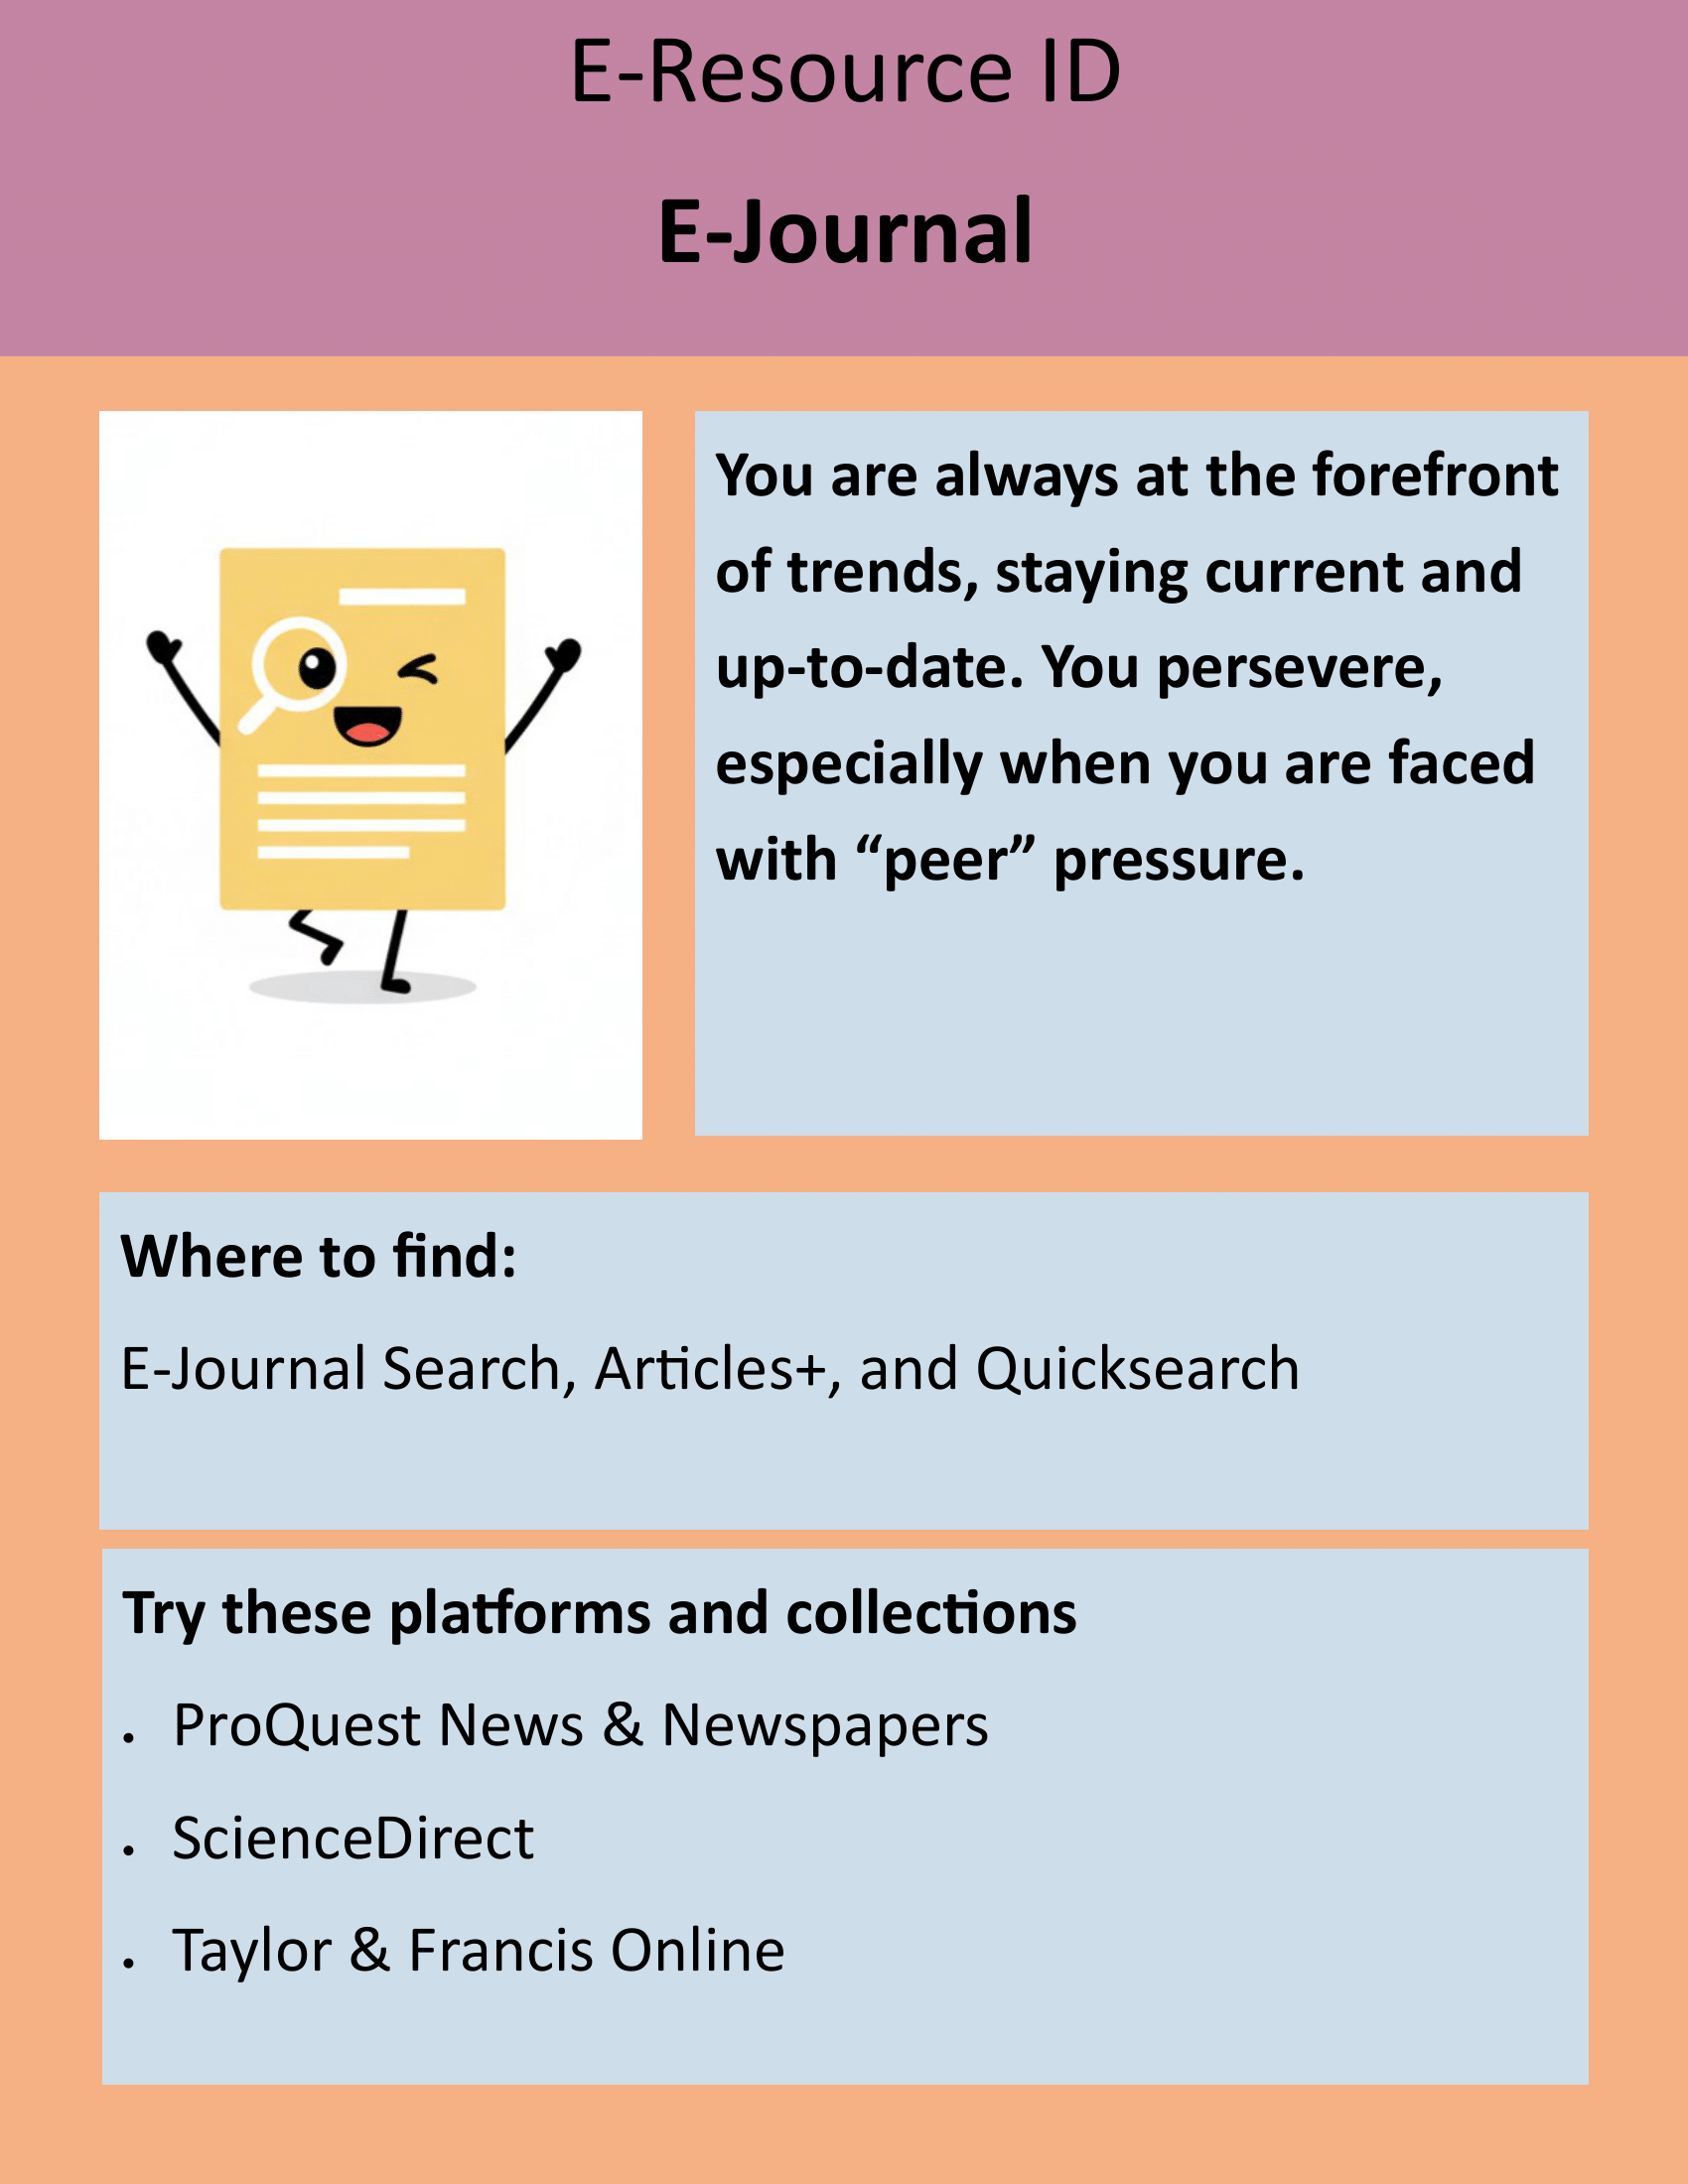 E-Resource ID
E-Journal
You are always at the forefront
of trends, staying current and
up-to-date. You persevere,
especially when you are faced
with “peer” pressure.
Where to find:
E-Journal Search, Articles+, and Quicksearch
Try these platforms and collections
• ProQuest News & Newspapers
• ScienceDirect
• Taylor & Francis Online